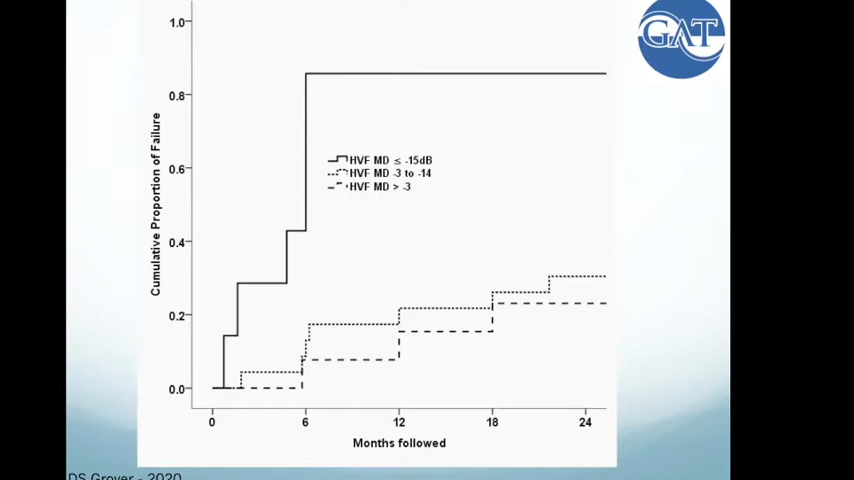 GAT
1.0
0.8
0.6
0.4
0.2
0.0
Cumulative Proportion of Failure
HVF MD ≤ -15dB
HVF MD -3 to -14
HVF MD > -3
0 6 12 18 24
Months followed
DS Grover - 2020